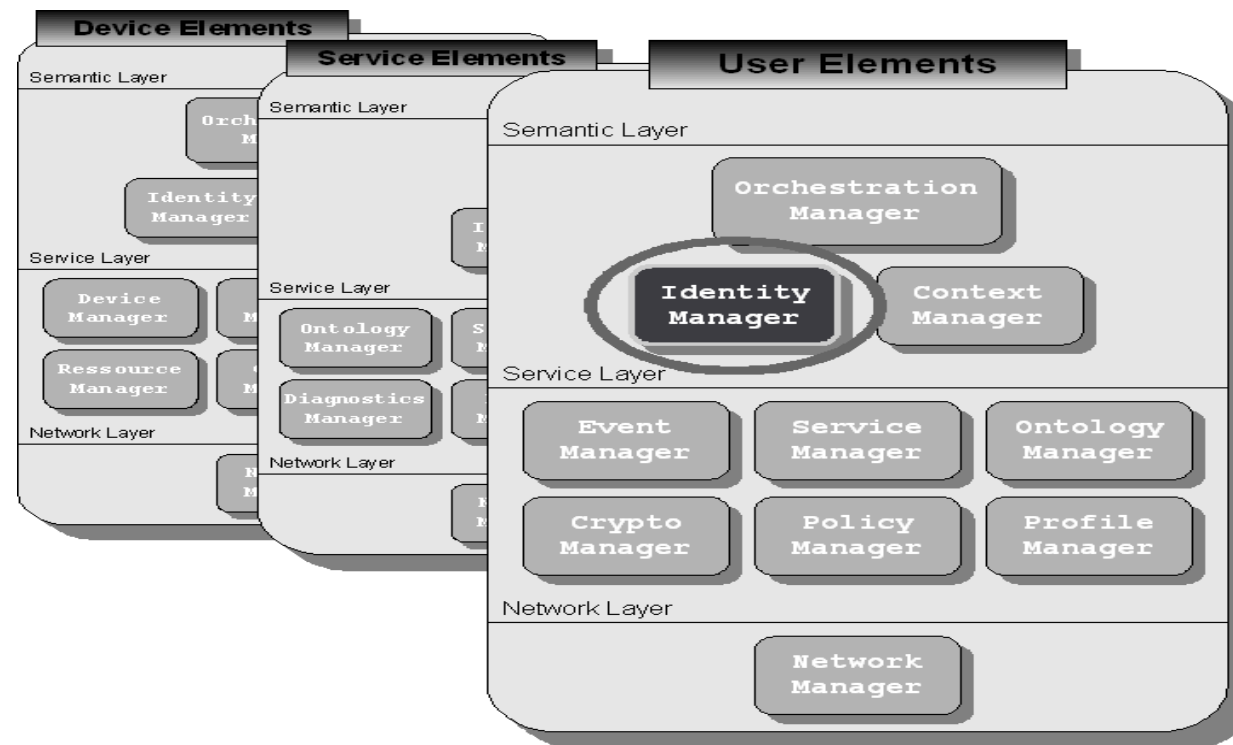 Device Elements
Semantic Layer
Identity
Manager
Service Layer
Device
Manager
Ressource
Manager
Network Layer
Service Elements
Semantic Layer
Service Layer
Ontology
Manager
Diagnostics
Manager
Network Layer
User Elements
Semantic Layer
Orchestration
Manager
Identity
Manager
Context
Manager
Service Layer
Event
Manager
Service
Manager
Ontology
Manager
Crypto
Manager
Policy
Manager
Profile
Manager
Network Layer
Network
Manager